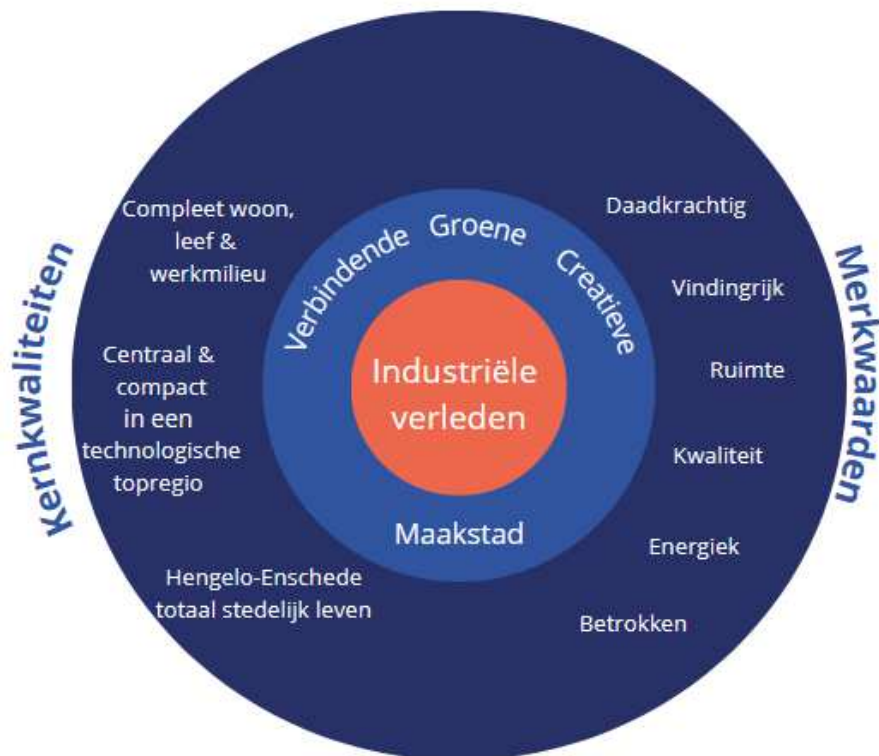 Kernkwaliteiten
Compleet woon,
leef &
werkmilieu
Centraal &
compact
in een
technologische
topregio
Hengelo-Enschede
totaal stedelijk leven
Verbindende Groene Creatieve
Industriële
verleden
Maakstad
Daadkrachtig
Vindingrijk
Ruimte
Kwaliteit
Energiek
Betrokken
Merkwaarden